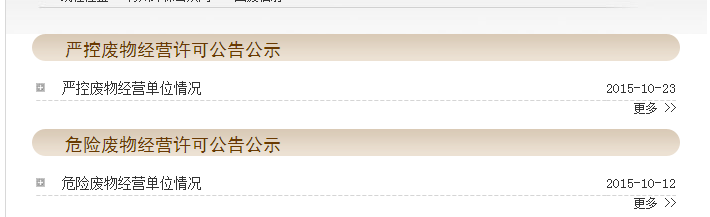 严控废物经营许可公告公示
严控废物经营单位情况 2015-10-23
更多 >>
危险废物经营许可公告公示
危险废物经营单位情况 2015-10-12
更多 >>